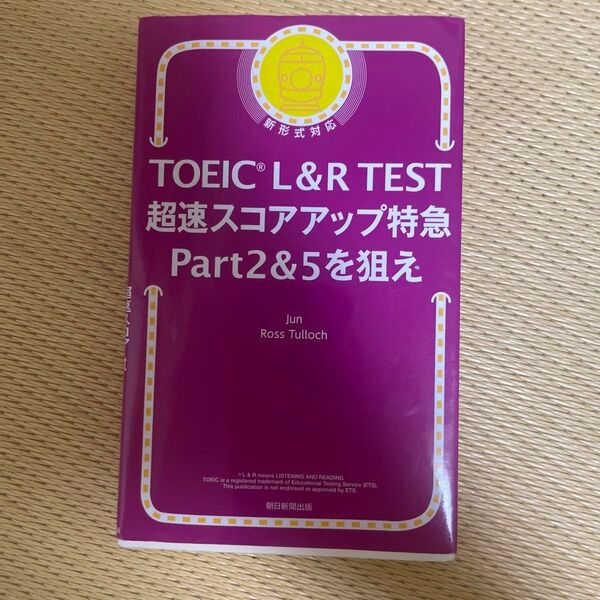 新形式対応
TOEIC® L&R TEST
超速スコアアップ特急
Part2&5を狙え
Jun
Ross Tulloch
※L & R means LISTENING AND READING
TOEIC is a registered trademark of Educational Testing Service (ETS).
This publication is not endorsed or approved by ETS.
朝日新聞出版